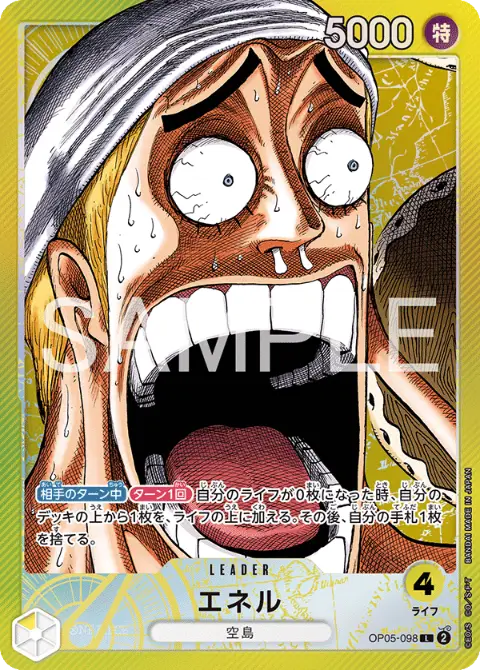 5000 特
SAMPLE
相手のターン中 ターン1回 自分のライフが0枚になった時、自分の
デッキの上から1枚を、ライフの上に加える。その後、自分の手札1枚
を捨てる。
LEADER
エネル
空島
4
ライフ
OP05-098 L 2
BANDAI MADE IN JAPAN